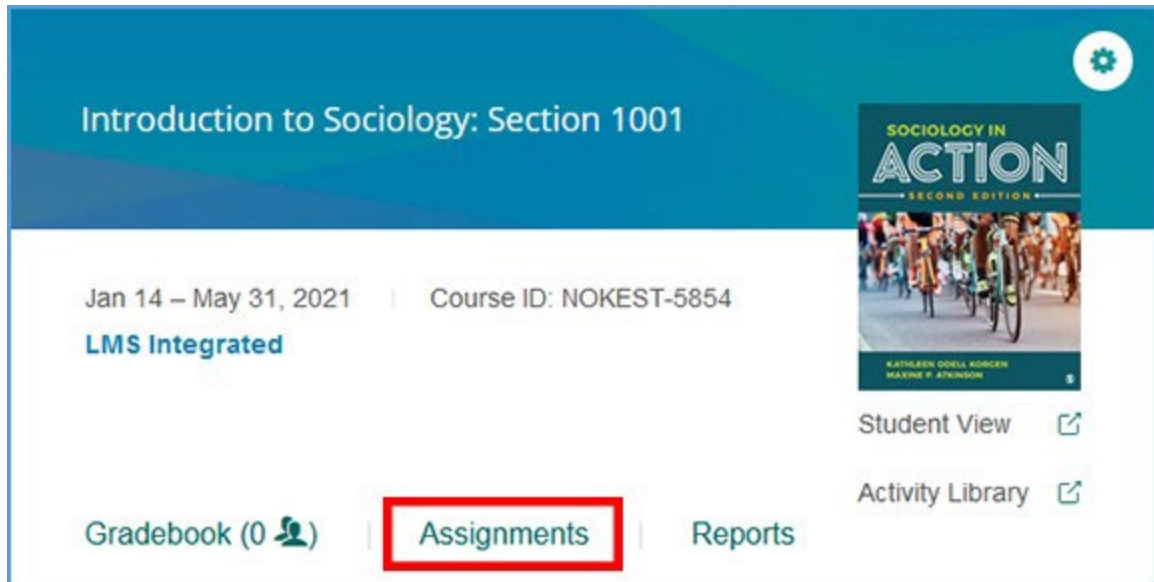 Introduction to Sociology: Section 1001
SOCIOLOGY IN
ACTION
SECOND EDITION
KATHLEEN ODELL KORGEN
MAXINE P. ATKINSON
Jan 14 – May 31, 2021
Course ID: NOKEST-5854
LMS Integrated
Student View
Activity Library
Gradebook (0)
Assignments
Reports